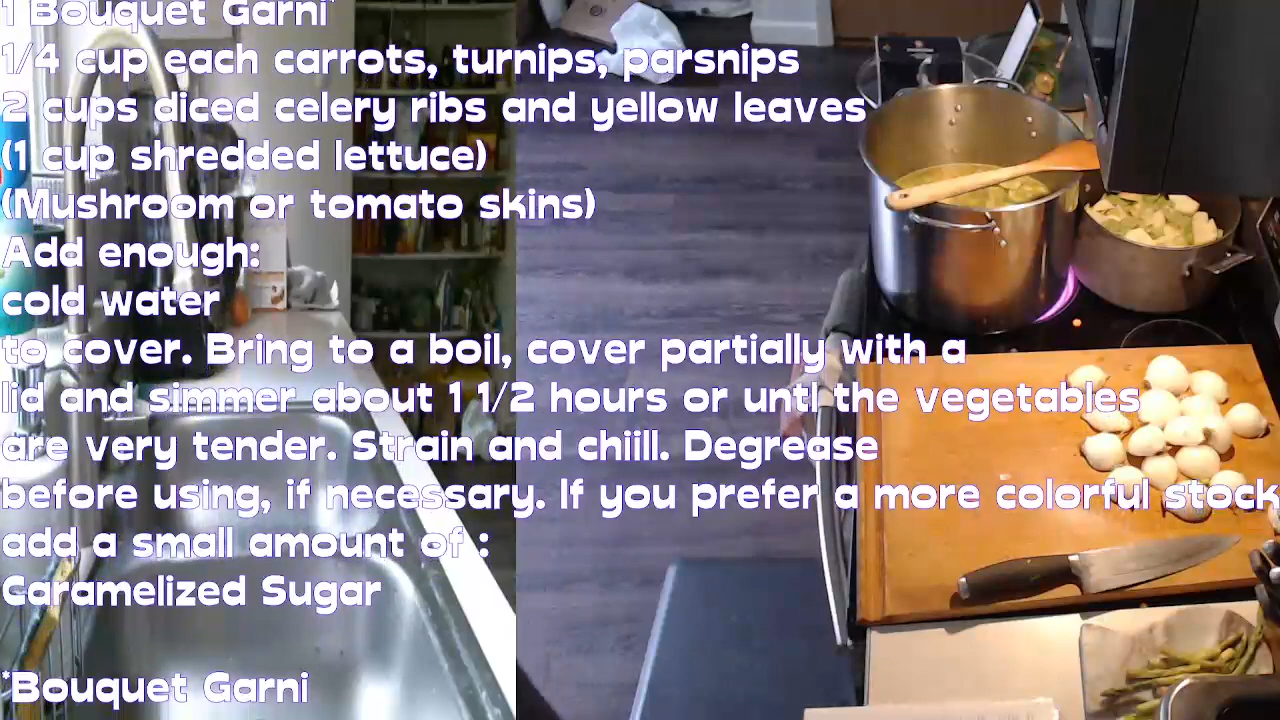 1 Bouquet Garni*
1/4 cup each carrots, turnips, parsnips
2 cups diced celery ribs and yellow leaves
(1 cup shredded lettuce)
(Mushroom or tomato skins)
Add enough:
cold water
to cover. Bring to a boil, cover partially with a
lid and simmer about 1 1/2 hours or untl the vegetables
are very tender. Strain and chiill. Degrease
before using, if necessary. If you prefer a more colorful stock
add a small amount of :
Caramelized Sugar
*Bouquet Garni